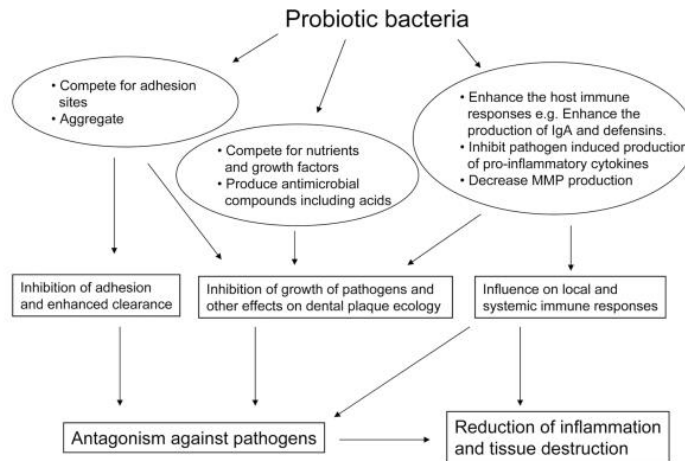 Probiotic bacteria
• Compete for adhesion
sites
• Aggregate
• Compete for nutrients
and growth factors
• Produce antimicrobial
compounds including acids
• Enhance the host immune
responses e.g. Enhance the
production of IgA and defensins.
• Inhibit pathogen induced production
of pro-inflammatory cytokines
• Decrease MMP production
Inhibition of adhesion
and enhanced clearance
Inhibition of growth of pathogens and
other effects on dental plaque ecology
Influence on local and
systemic immune responses
Antagonism against pathogens
Reduction of inflammation
and tissue destruction